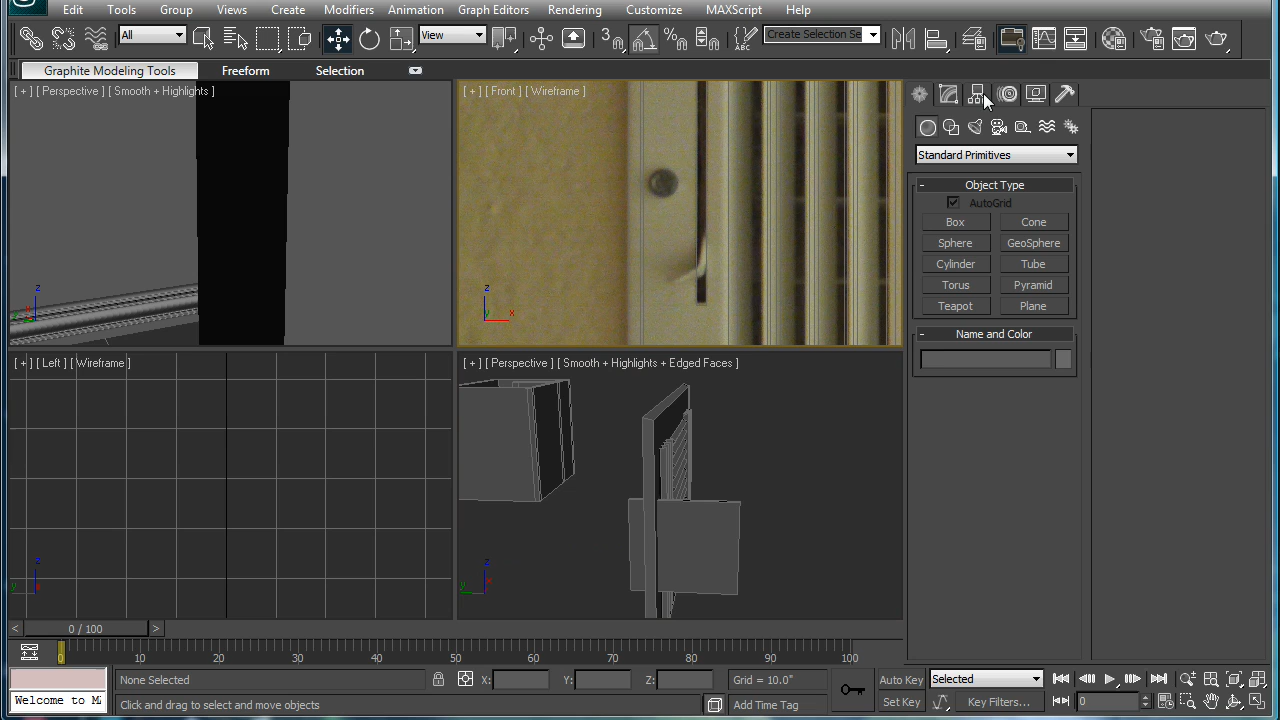 Edit Tools Group Views Create Modifiers Animation Graph Editors Rendering Customize MAXScript Help
All View 3 Create Selection Se
Graphite Modeling Tools Freeform Selection
[ + ] [ Perspective ] [ Smooth + Highlights ]
[ + ] [ Front ] [ Wireframe ]
Standard Primitives
- Object Type
AutoGrid
Box Cone
Sphere GeoSphere
Cylinder Tube
Torus Pyramid
Teapot Plane
- Name and Color
z
y x
z
y x
[ + ] [ Left ] [ Wireframe ]
[ + ] [ Perspective ] [ Smooth + Highlights + Edged Faces ]
z
y x
z
y x
< 0 / 100 >
0 10 20 30 40 50 60 70 80 90 100
None Selected X: Y: Z: Grid = 10.0" Auto Key Selected
Welcome to M
Click or drag to select and move objects Add Time Tag Set Key Key Filters... 0